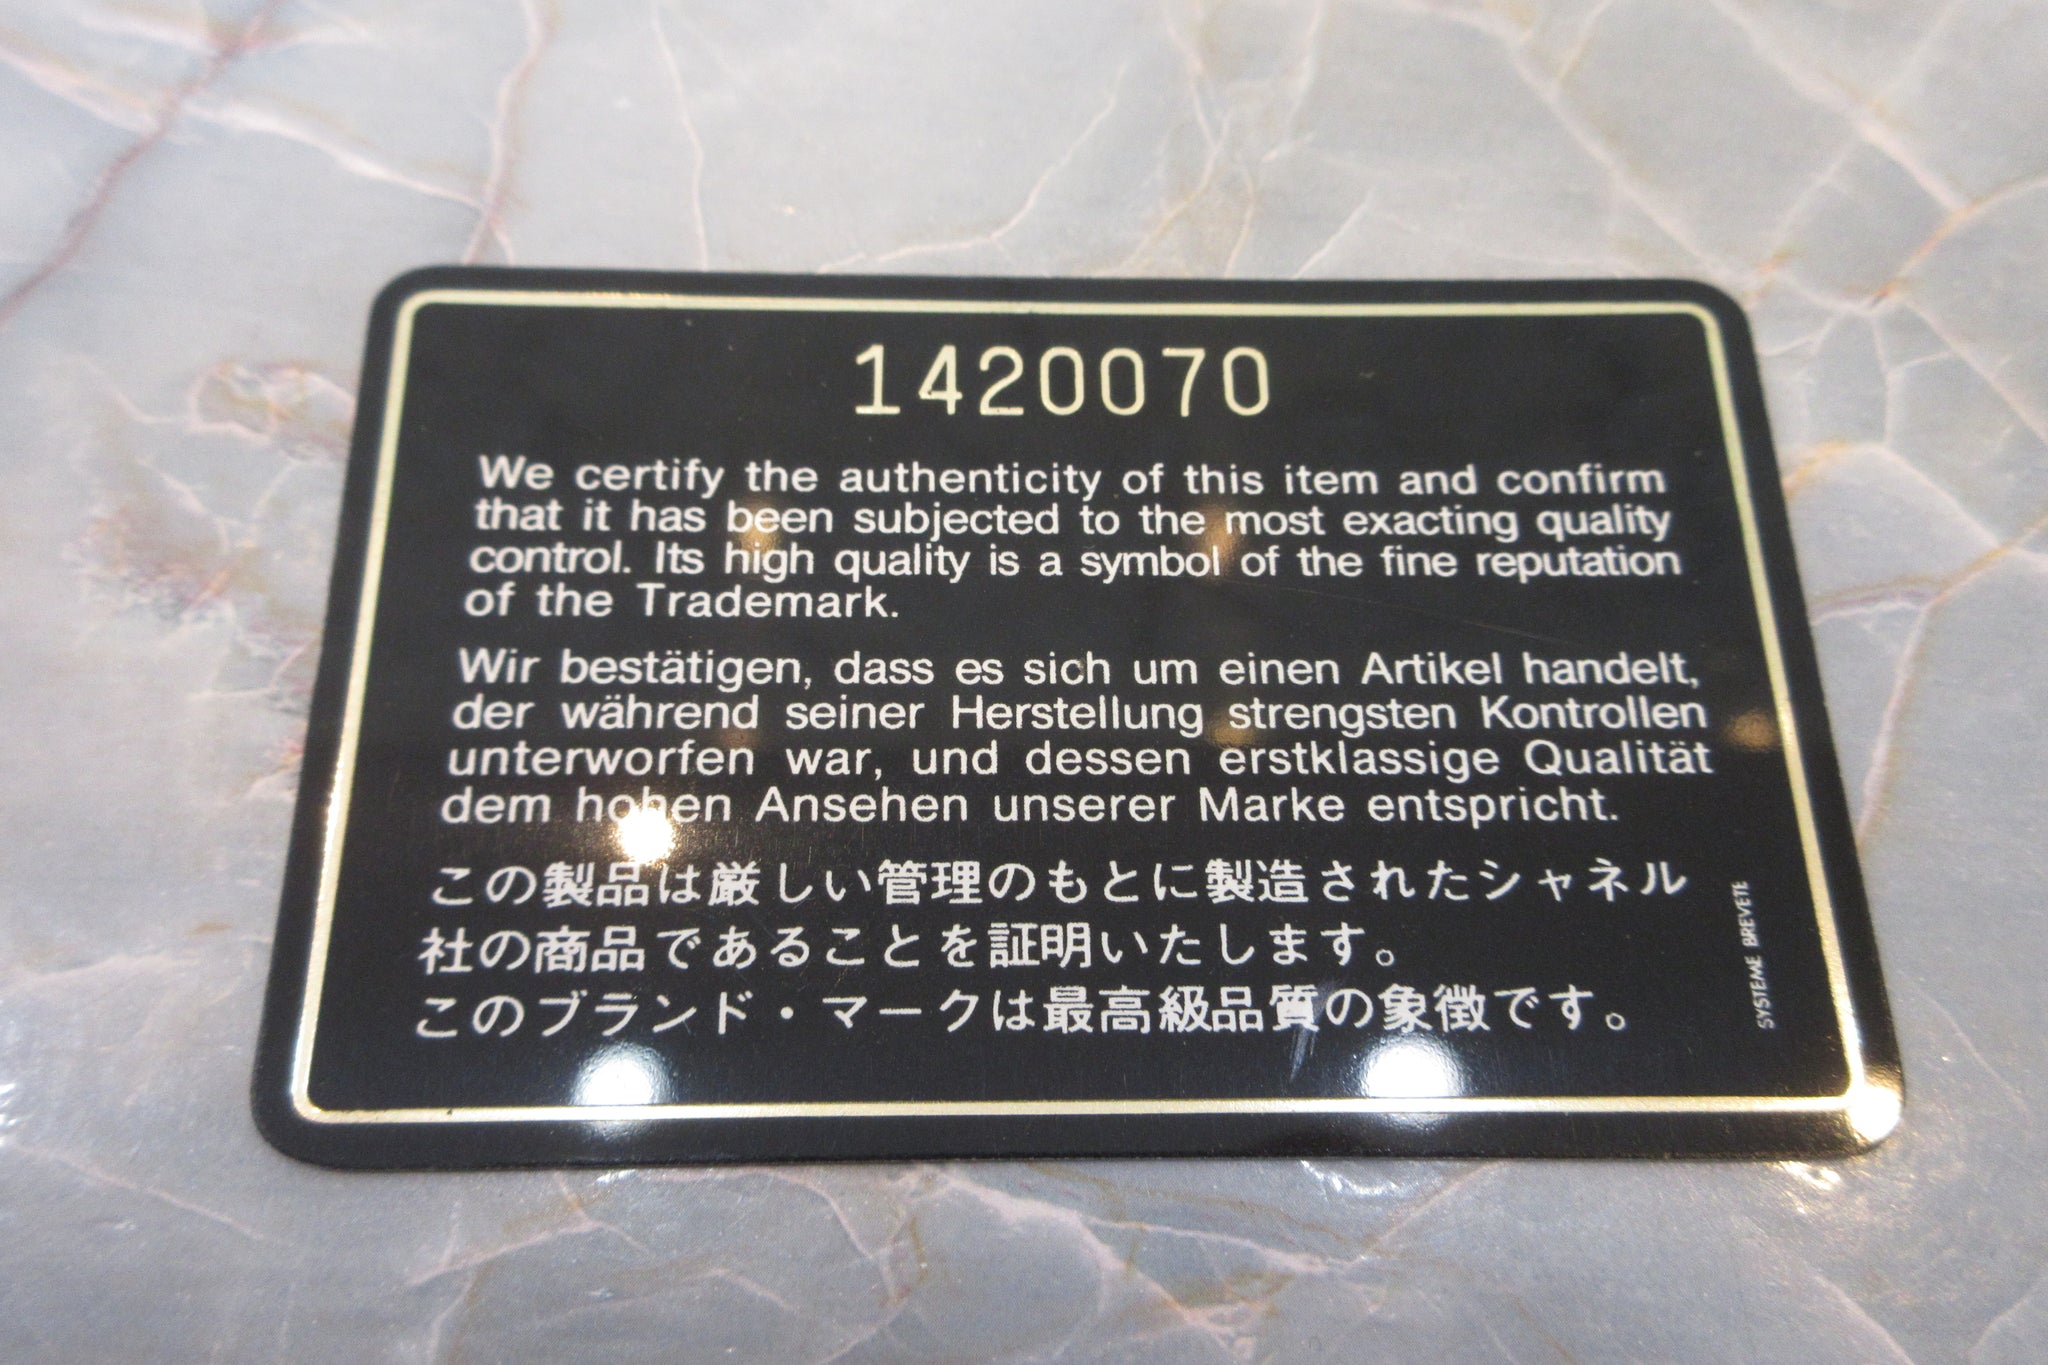 1420070
We certify the authenticity of this item and confirm
that it has been subjected to the most exacting quality
control. Its high quality is a symbol of the fine reputation
of the Trademark.
Wir bestätigen, dass es sich um einen Artikel handelt,
der während seiner Herstellung strengsten Kontrollen
unterworfen war, und dessen erstklassige Qualität
dem hohen Ansehen unserer Marke entspricht.
この製品は厳しい管理のもとに製造されたシャネル
社の商品であることを証明いたします。
このブランド・マークは最高級品質の象徴です。
SYSTEME BREVETE